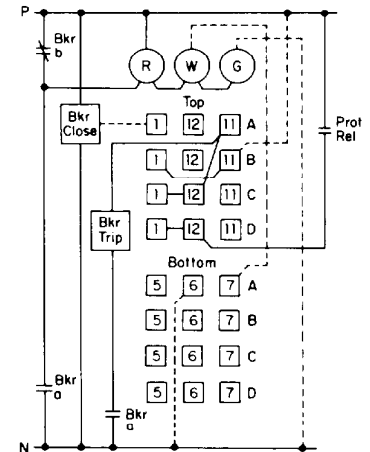 P
Bkr
b
R W G
Top
Bkr
Close
1 12 11 A
Prot
Rel
1 12 11 B
1 12 11 C
Bkr
Trip
1 12 11 D
Bottom
5 6 7 A
5 6 7 B
5 6 7 C
Bkr
a
5 6 7 D
Bkr
a
N